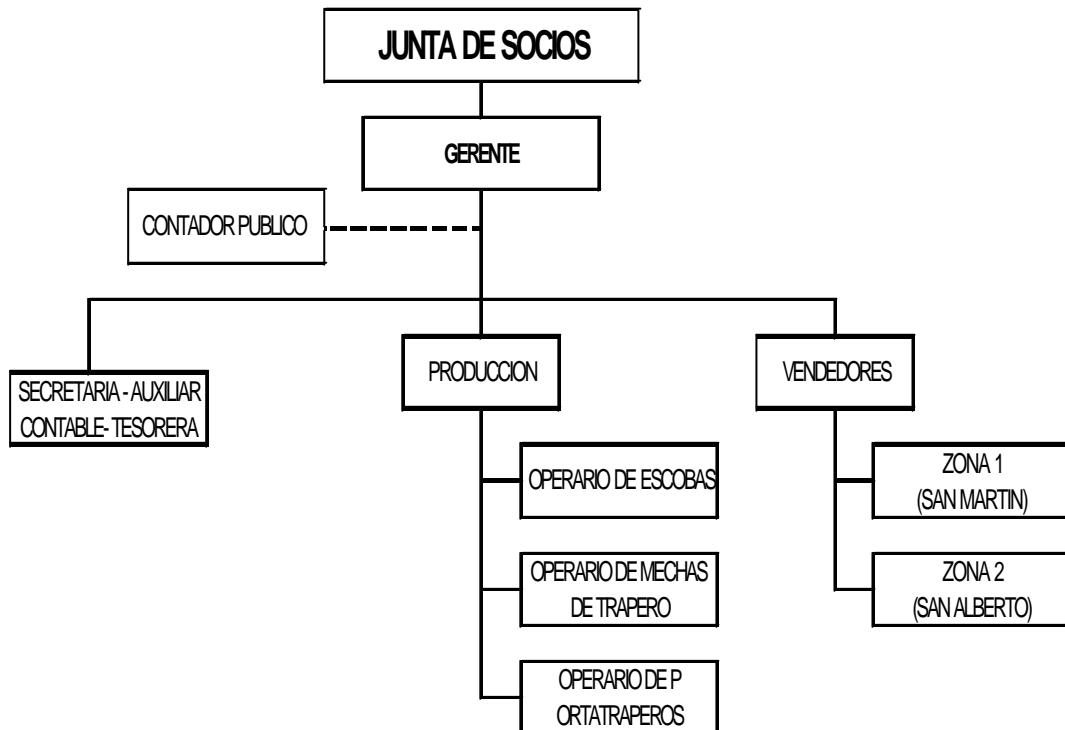 JUNTA DE SOCIOS
GERENTE
CONTADOR PUBLICO
SECRETARIA - AUXILIAR
CONTABLE- TESORERA
PRODUCCION
VENDEDORES
OPERARIO DE ESCOBAS
OPERARIO DE MECHAS
DE TRAPERO
OPERARIO DE P
ORTATRAPEROS
ZONA 1
(SAN MARTIN)
ZONA 2
(SAN ALBERTO)